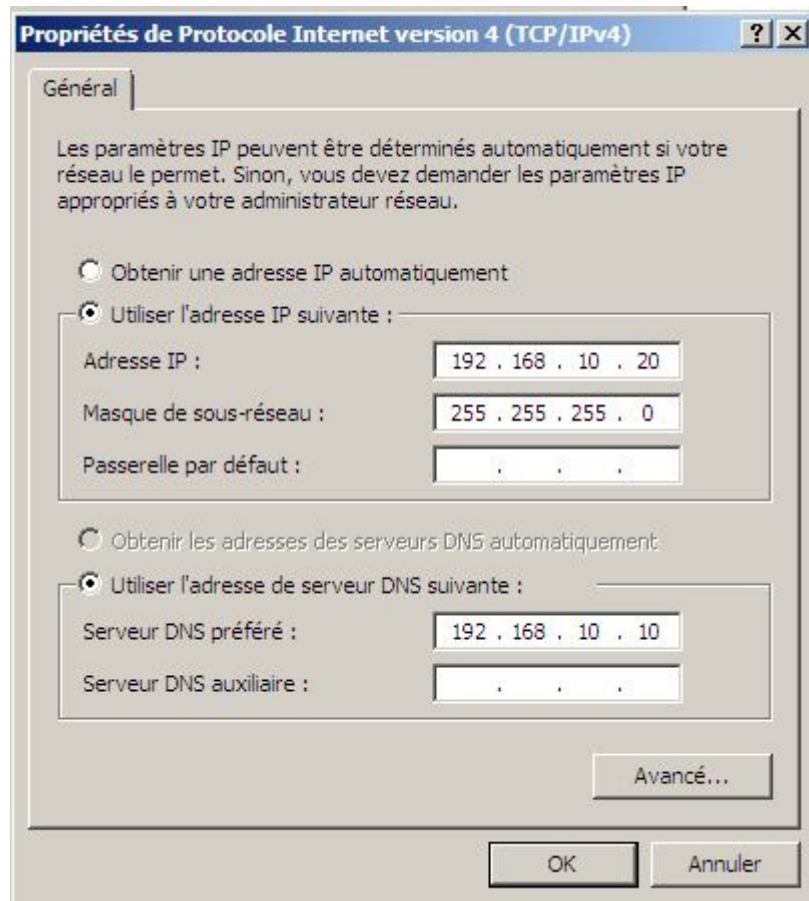 Propriétés de Protocole Internet version 4 (TCP/IPv4)
Général
Les paramètres IP peuvent être déterminés automatiquement si votre
réseau le permet. Sinon, vous devez demander les paramètres IP
appropriés à votre administrateur réseau.
Obtenir une adresse IP automatiquement
Utiliser l'adresse IP suivante :
Adresse IP : 192 . 168 . 10 . 20
Masque de sous-réseau : 255 . 255 . 255 . 0
Passerelle par défaut : . . .
Obtenir les adresses des serveurs DNS automatiquement
Utiliser l'adresse de serveur DNS suivante :
Serveur DNS préféré : 192 . 168 . 10 . 10
Serveur DNS auxiliaire : . . .
Avancé...
OK Annuler